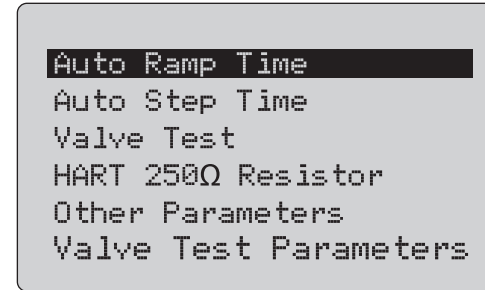 Auto Ramp Time
Auto Step Time
Valve Test
HART 250Ω Resistor
Other Parameters
Valve Test Parameters